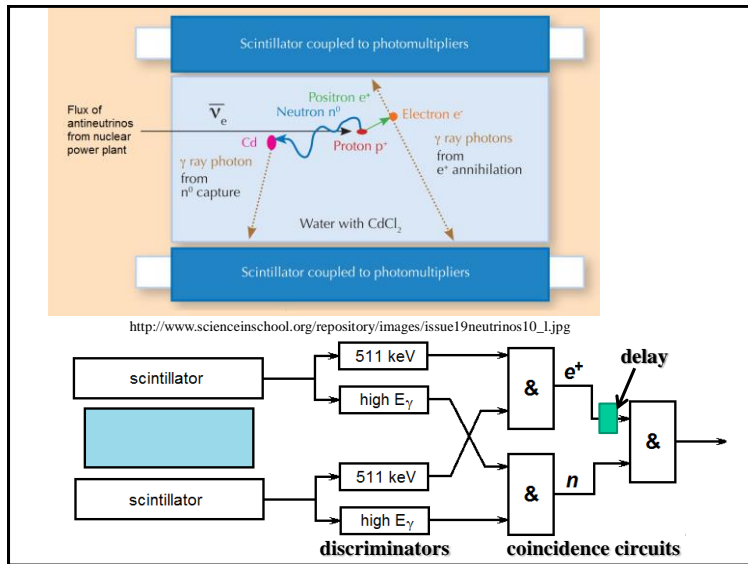 Scintillator coupled to photomultipliers
Flux of
antineutrinos
from nuclear
power plant
ν̅e
Positron e⁺
Neutron n⁰
Electron e⁻
Cd
Proton p⁺
γ ray photon
from
n⁰ capture
γ ray photons
from
e⁺ annihilation
Water with CdCl₂
Scintillator coupled to photomultipliers
http://www.scienceinschool.org/repository/images/issue19neutrinos10_l.jpg
scintillator
511 keV
high Eγ
&
e⁺
delay
&
scintillator
511 keV
high Eγ
&
n
discriminators
coincidence circuits